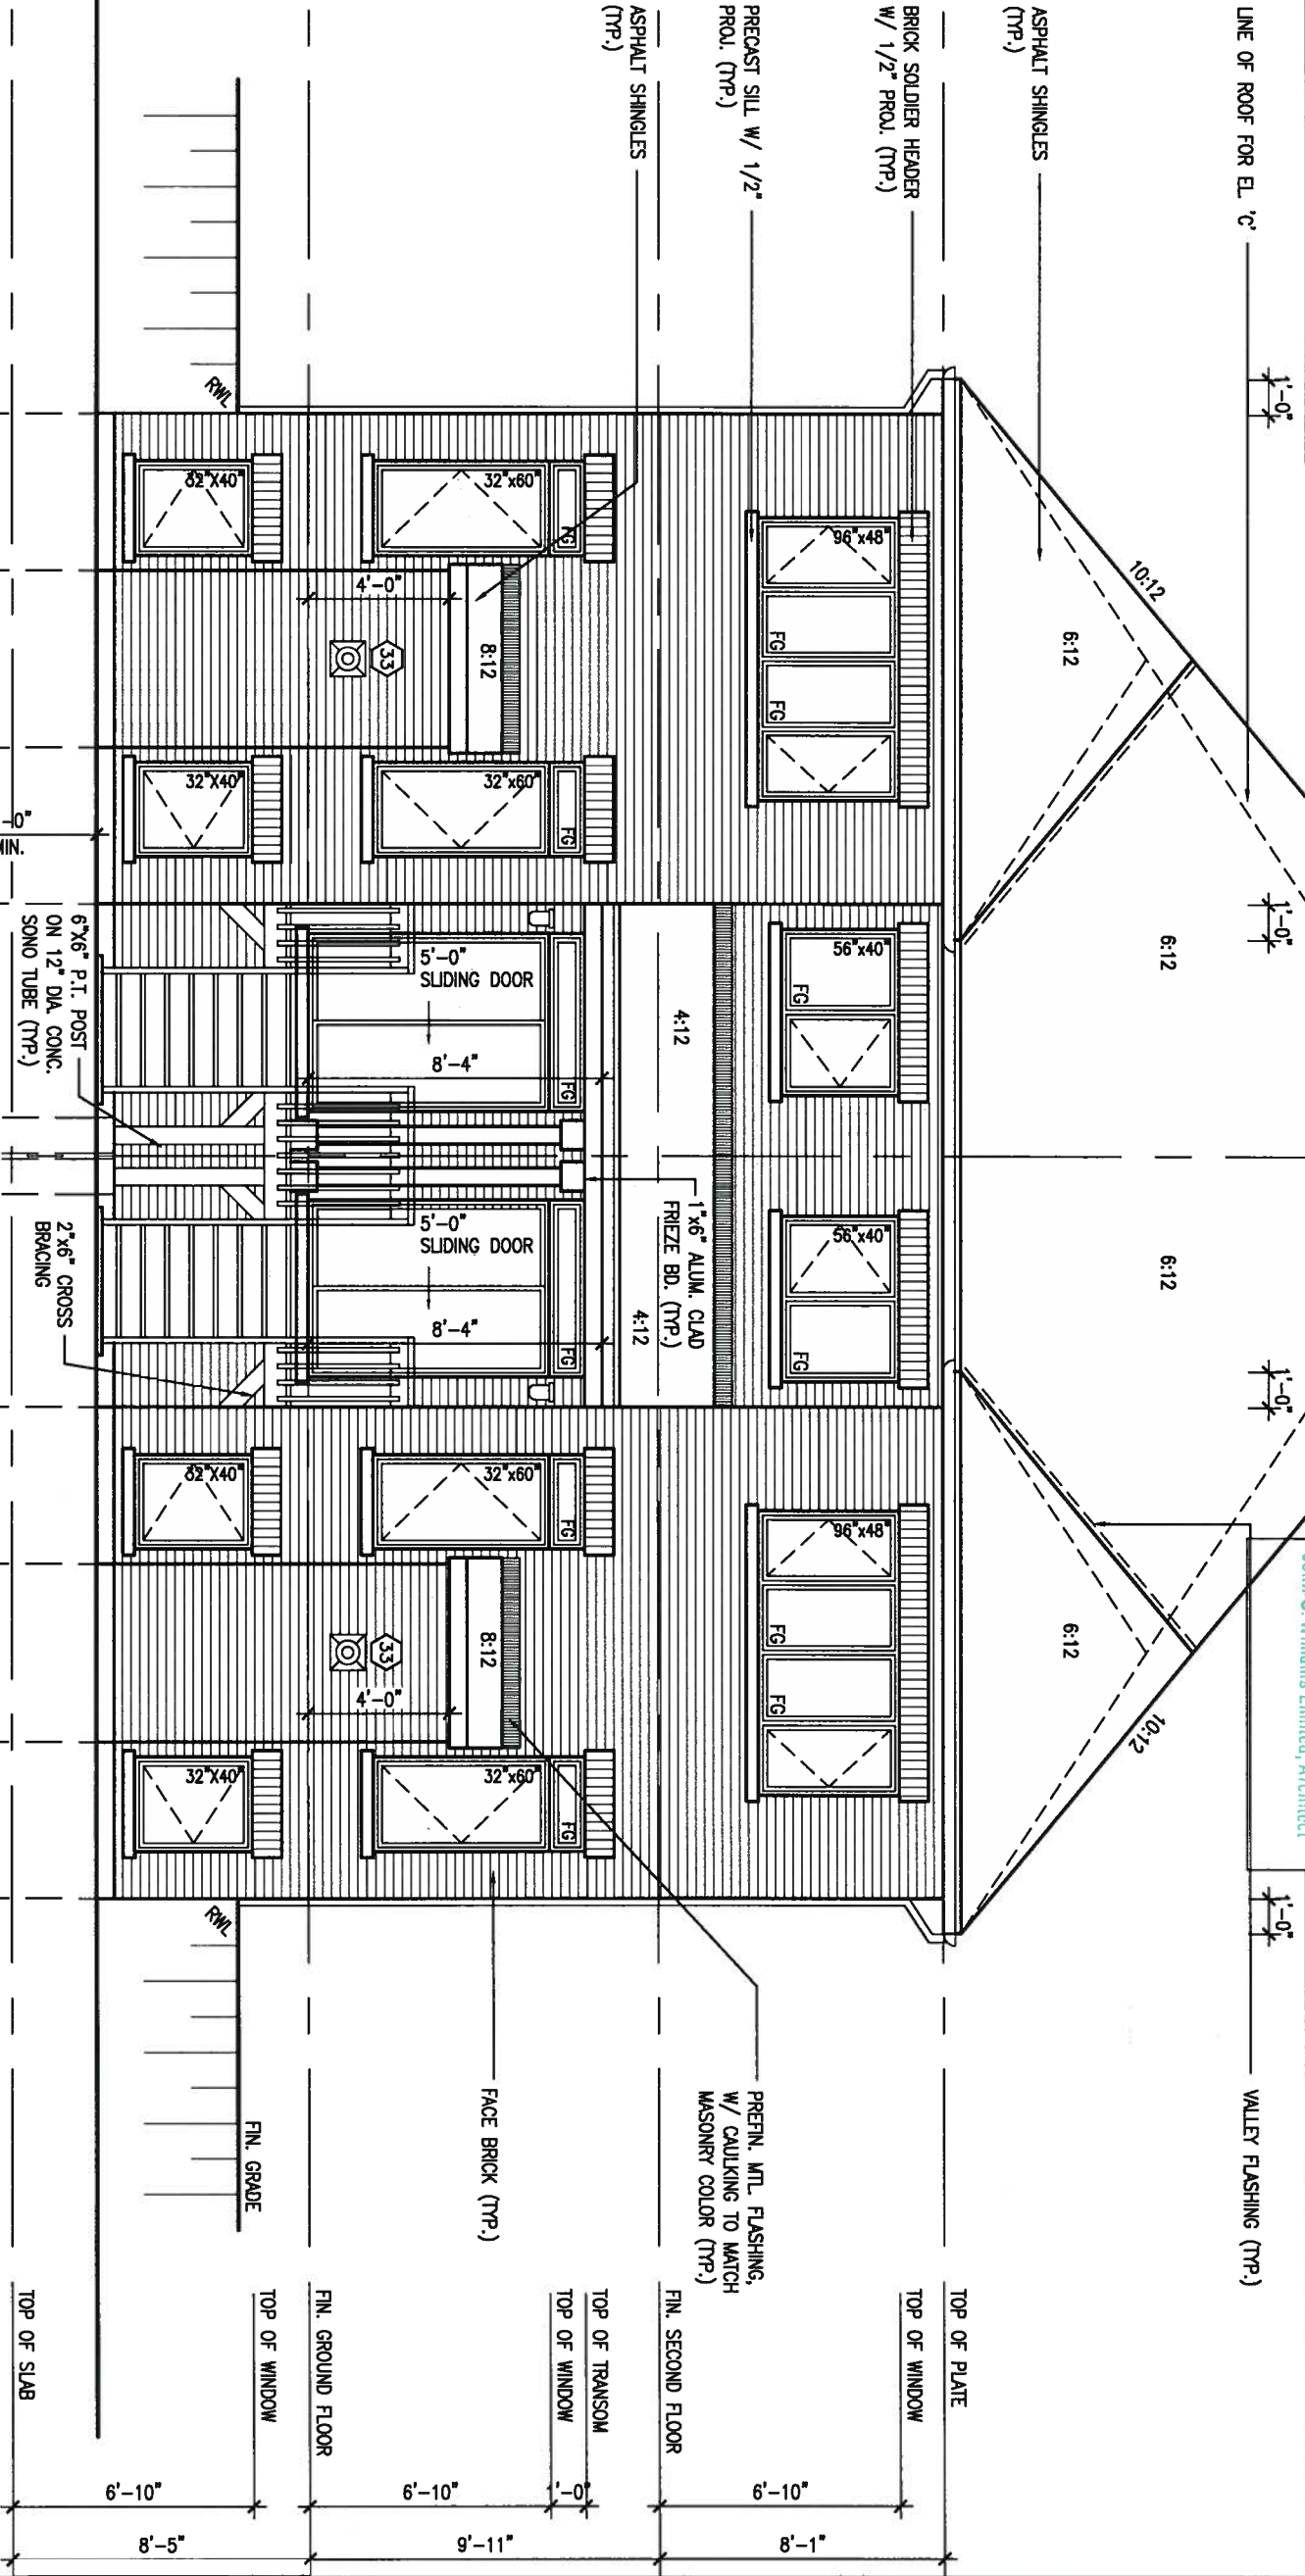 LINE OF ROOF FOR EL. 'C'
ASPHALT SHINGLES
(TYP.)
BRICK SOLDIER HEADER
W/ 1/2" PROJ. (TYP.)
PRECAST SILL W/ 1/2"
PROJ. (TYP.)
ASPHALT SHINGLES
(TYP.)
1'-0"
1'-0"
1'-0"
1'-0"
10:12
6:12
6:12
6:12
6:12
10:12
VALLEY FLASHING (TYP.)
96"x48"
FG
FG
56"x40"
FG
56"x40"
FG
96"x48"
FG
FG
4:12
4:12
1"x6" ALUM. CLAD
FRIEZE BD. (TYP.)
PREFIN. MTL. FLASHING,
W/ CAULKING TO MATCH
MASONRY COLOR (TYP.)
32"x60"
FG
8:12
4'-0"
33
32"x60"
FG
5'-0"
SLIDING DOOR
8'-4"
FG
5'-0"
SLIDING DOOR
8'-4"
FG
32"x60"
FG
8:12
4'-0"
33
32"x60"
FG
FACE BRICK (TYP.)
RWL
32"X40"
32"X40"
32"X40"
32"X40"
RWL
FIN. GRADE
-0"
6"X6" P.T. POST
ON 12" DIA. CONC.
SONO TUBE (TYP.)
2"x6" CROSS
BRACING
TOP OF PLATE
TOP OF WINDOW
FIN. SECOND FLOOR
TOP OF TRANSOM
TOP OF WINDOW
FIN. GROUND FLOOR
TOP OF WINDOW
TOP OF SLAB
6'-10"
8'-1"
'-0"
6'-10"
9'-11"
6'-10"
8'-5"